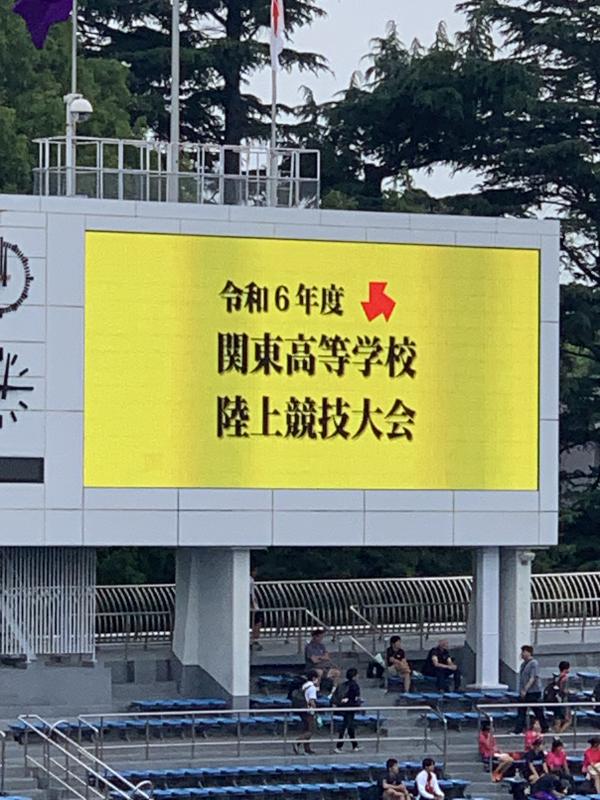 令和6年度
関東高等学校
陸上競技大会